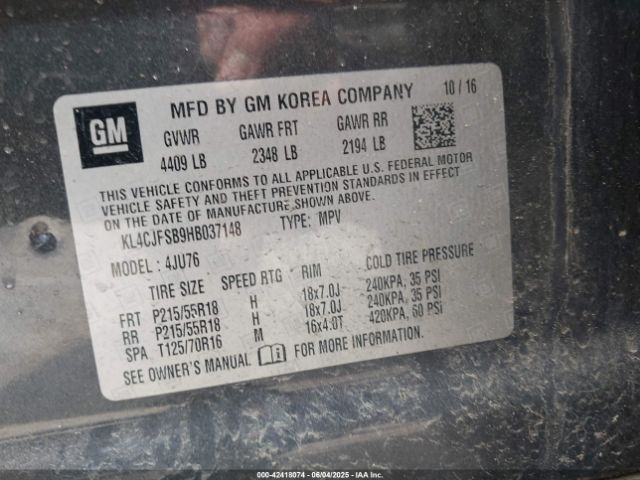 GM
MFD BY GM KOREA COMPANY 10/16
GVWR GAWR FRT GAWR RR
4409 LB 2348 LB 2194 LB
THIS VEHICLE CONFORMS TO ALL APPLICABLE U.S. FEDERAL MOTOR
VEHICLE SAFETY AND THEFT PREVENTION STANDARDS IN EFFECT
ON THE DATE OF MANUFACTURE SHOWN ABOVE.
KL4CJFSB9HB037148 TYPE: MPV
MODEL: 4JU76
TIRE SIZE SPEED RTG RIM COLD TIRE PRESSURE
FRT P215/55R18 H 18x7.0J 240KPA, 35 PSI
RR P215/55R18 H 18x7.0J 240KPA, 35 PSI
SPA T125/70R16 M 16x4.0T 420KPA, 60 PSI
SEE OWNER'S MANUAL FOR MORE INFORMATION.
000-42418074 - 06/04/2025 - COPYRIGHT IAA, LLC